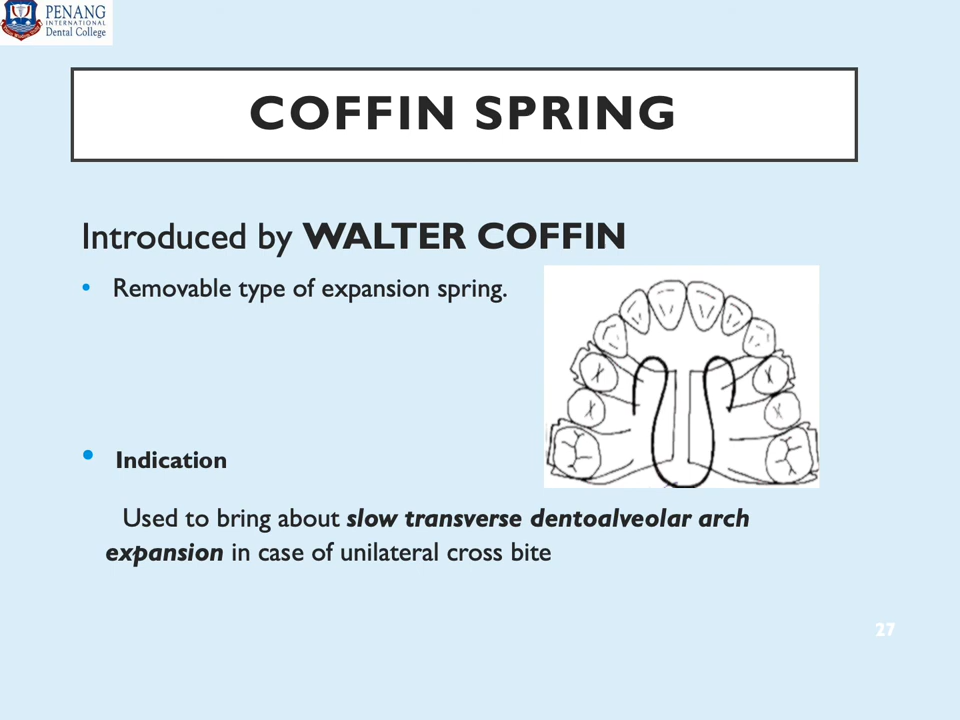 PENANG
INTERNATIONAL
Dental College
COFFIN SPRING
Introduced by WALTER COFFIN
• Removable type of expansion spring.
• Indication
Used to bring about slow transverse dentoalveolar arch
expansion in case of unilateral cross bite
27